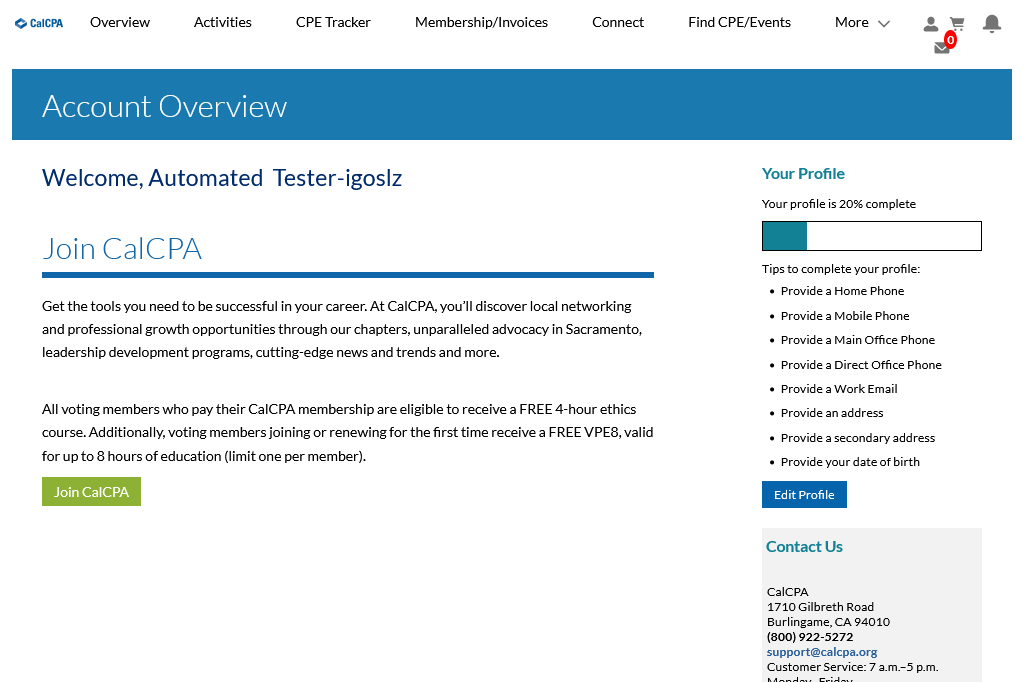 CalCPA
Overview
Activities
CPE Tracker
Membership/Invoices
Connect
Find CPE/Events
More
0
Account Overview
Welcome, Automated  Tester-igoslz
Join CalCPA
Get the tools you need to be successful in your career. At CalCPA, you’ll discover local networking
and professional growth opportunities through our chapters, unparalleled advocacy in Sacramento,
leadership development programs, cutting-edge news and trends and more.
All voting members who pay their CalCPA membership are eligible to receive a FREE 4-hour ethics
course. Additionally, voting members joining or renewing for the first time receive a FREE VPE8, valid
for up to 8 hours of education (limit one per member).
Join CalCPA
Your Profile
Your profile is 20% complete
Tips to complete your profile:
• Provide a Home Phone
• Provide a Mobile Phone
• Provide a Main Office Phone
• Provide a Direct Office Phone
• Provide a Work Email
• Provide an address
• Provide a secondary address
• Provide your date of birth
Edit Profile
Contact Us
CalCPA
1710 Gilbreth Road
Burlingame, CA 94010
(800) 922-5272
support@calcpa.org
Customer Service: 7 a.m.–5 p.m.
Monday–Friday